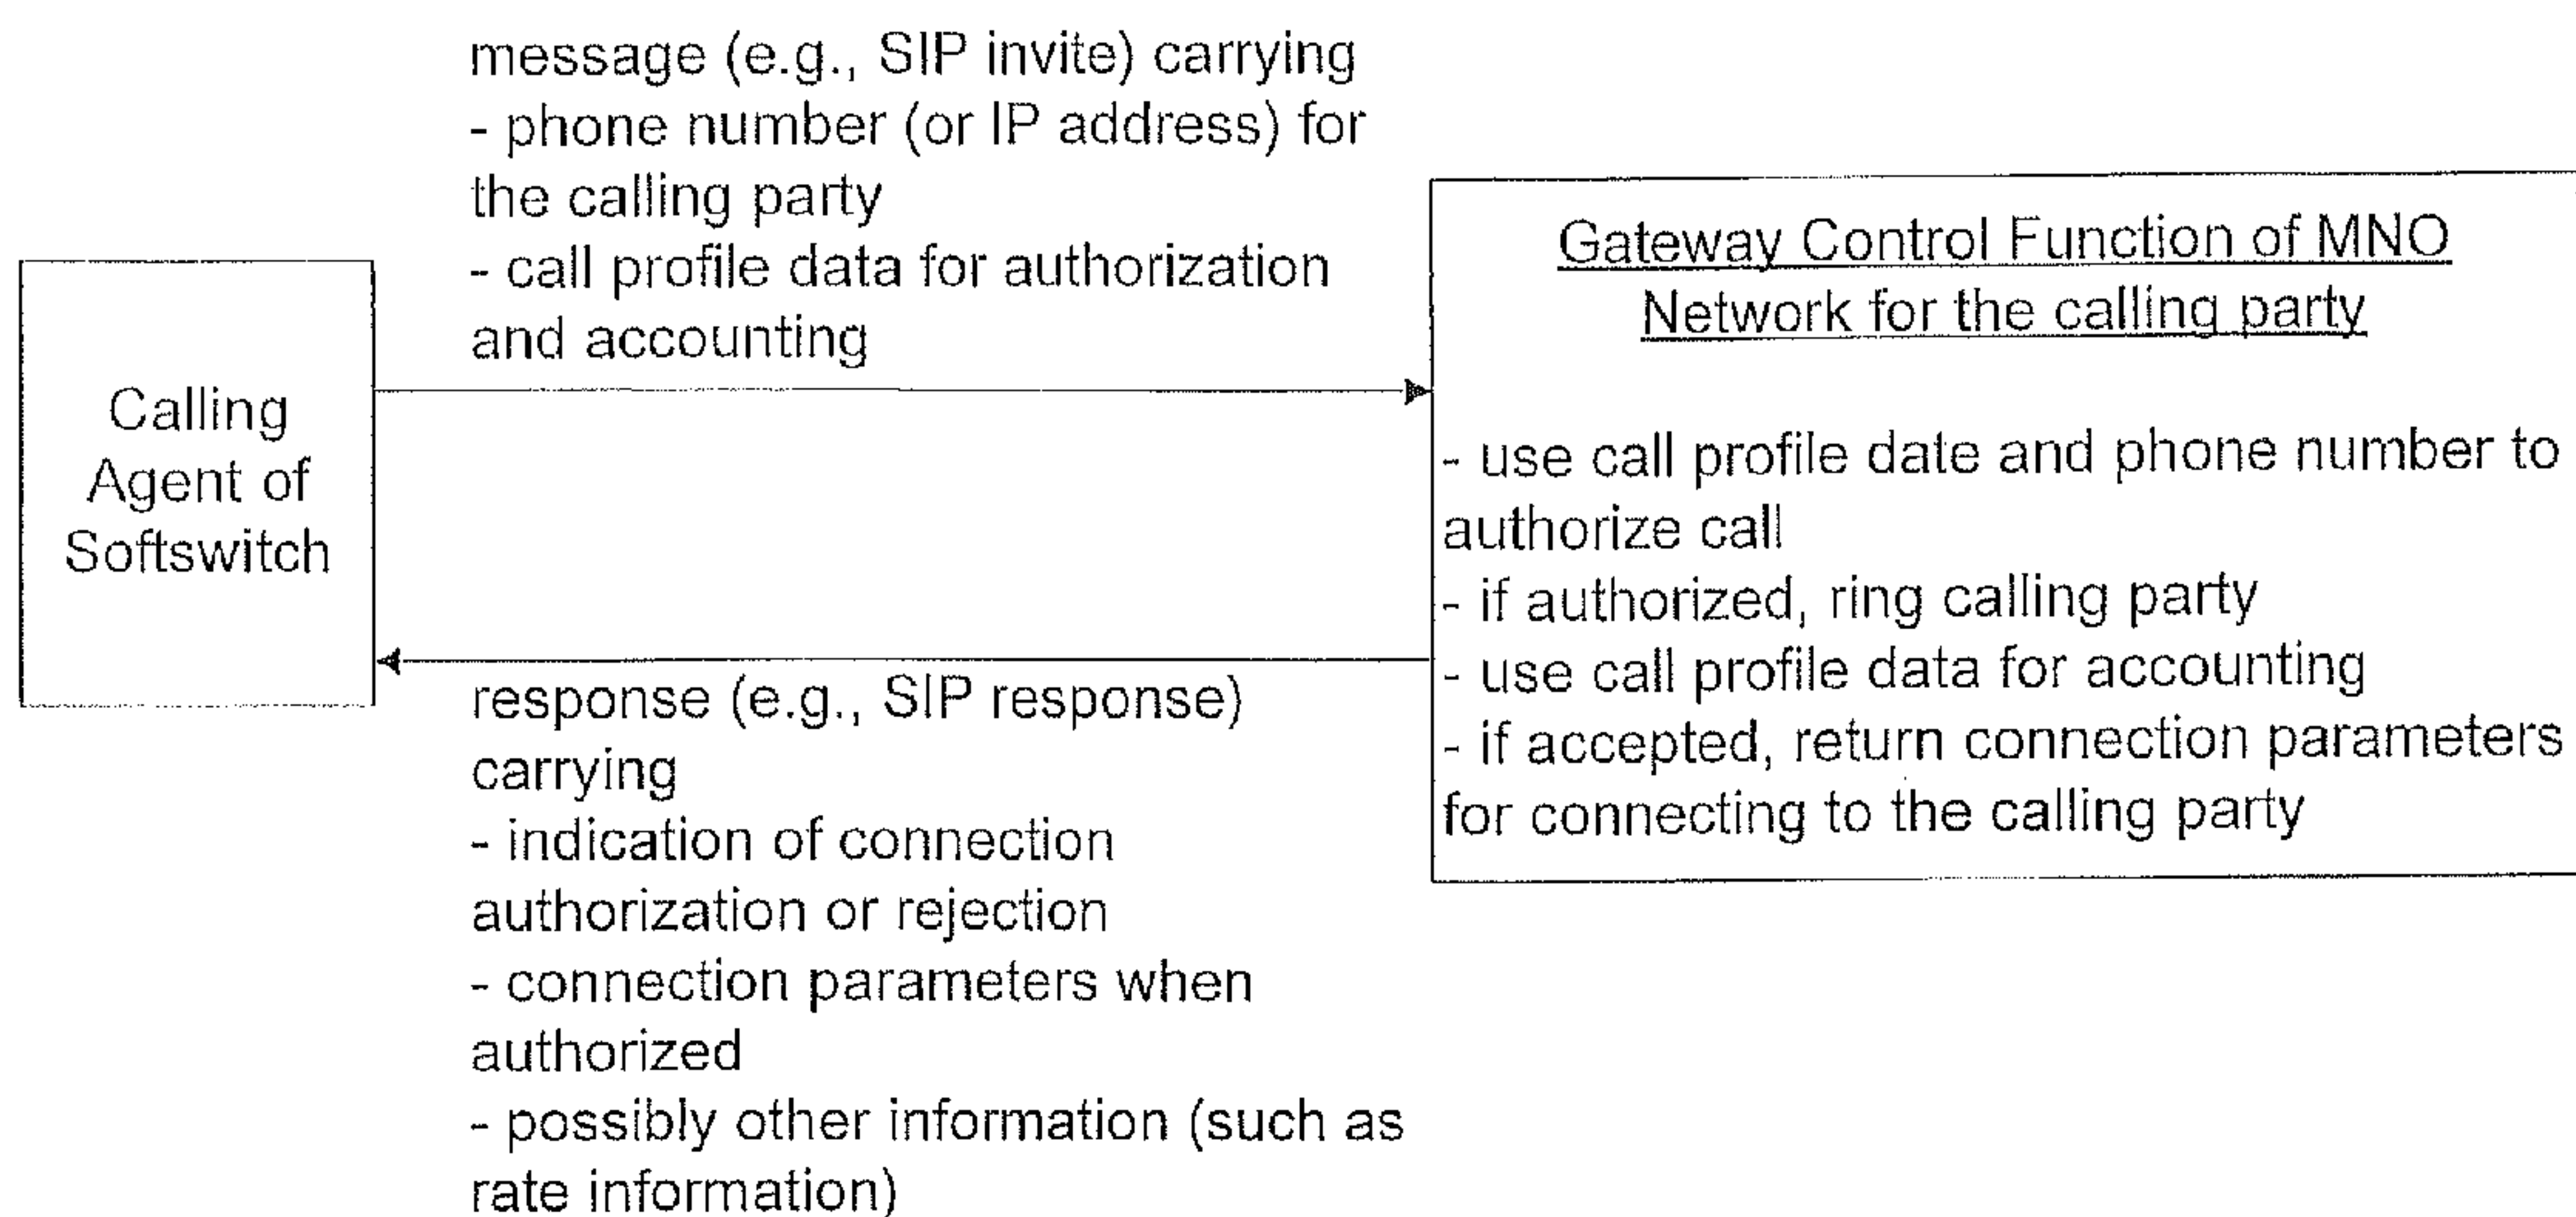 message (e.g., SIP invite) carrying
- phone number (or IP address) for
the calling party
- call profile data for authorization
and accounting
Calling
Agent of
Softswitch
Gateway Control Function of MNO
Network for the calling party
- use call profile date and phone number to
authorize call
- if authorized, ring calling party
- use call profile data for accounting
- if accepted, return connection parameters
for connecting to the calling party
response (e.g., SIP response)
carrying
- indication of connection
authorization or rejection
- connection parameters when
authorized
- possibly other information (such as
rate information)